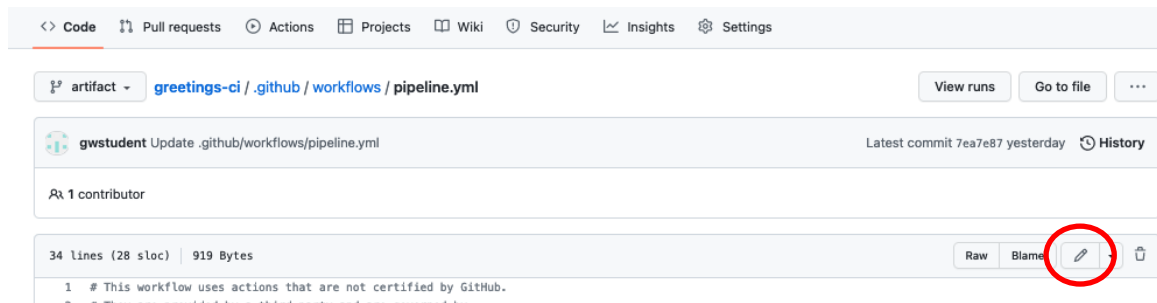 <> Code Pull requests Actions Projects Wiki Security Insights Settings
artifact greetings-ci / .github / workflows / pipeline.yml View runs Go to file ...
gwstudent Update .github/workflows/pipeline.yml Latest commit 7ea7e87 yesterday History
1 contributor
34 lines (28 sloc) | 919 Bytes Raw Blame
1 # This workflow uses actions that are not certified by GitHub.